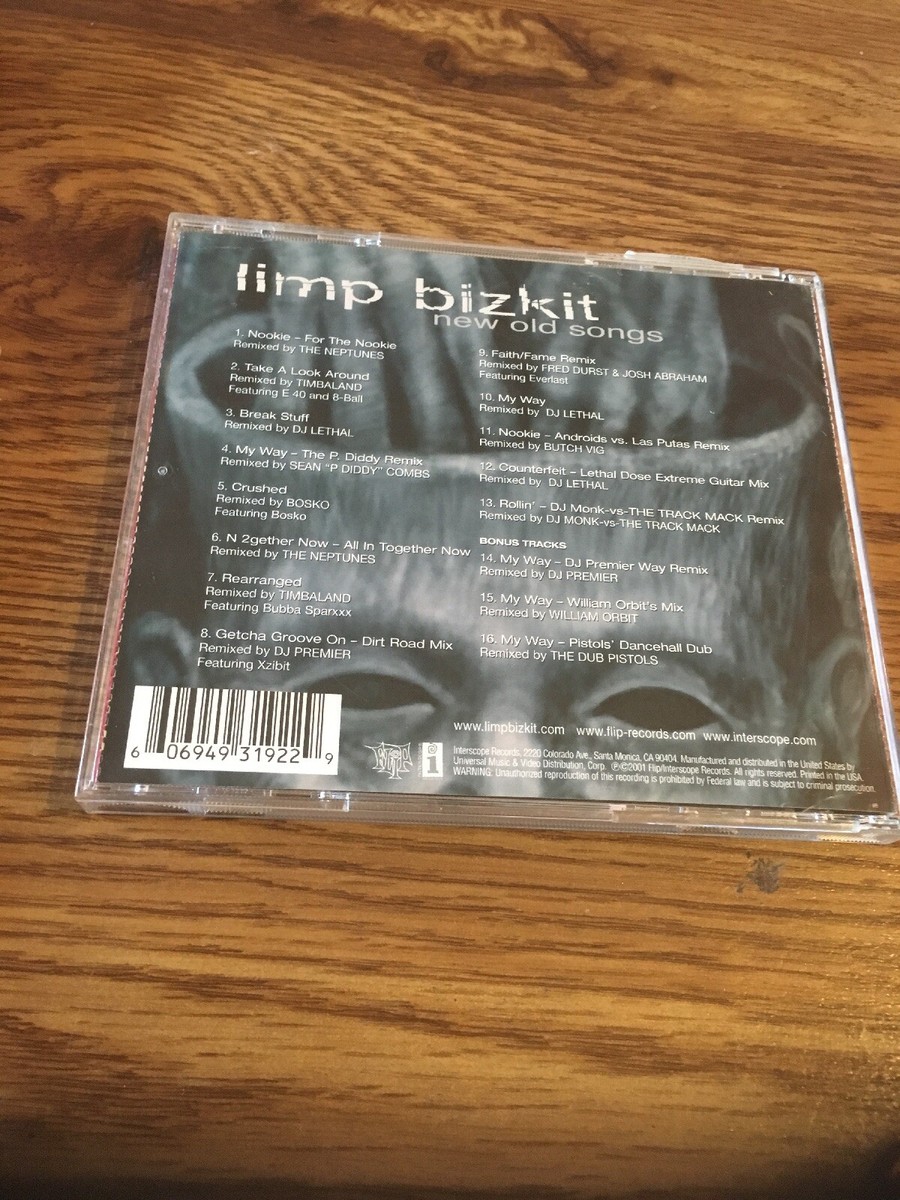 limp bizkit
new old songs
1. Nookie – For The Nookie
Remixed by THE NEPTUNES
2. Take A Look Around
Remixed by TIMBALAND
Featuring E 40 and 8-Ball
3. Break Stuff
Remixed by DJ LETHAL
4. My Way – The P. Diddy Remix
Remixed by SEAN "P DIDDY" COMBS
5. Crushed
Remixed by BOSKO
Featuring Bosko
6. N 2gether Now – All In Together Now
Remixed by THE NEPTUNES
7. Rearranged
Remixed by TIMBALAND
Featuring Bubba Sparxxx
8. Getcha Groove On – Dirt Road Mix
Remixed by DJ PREMIER
Featuring Xzibit
9. Faith/Fame Remix
Remixed by FRED DURST & JOSH ABRAHAM
Featuring Everlast
10. My Way
Remixed by DJ LETHAL
11. Nookie – Androids vs. Las Putas Remix
Remixed by BUTCH VIG
12. Counterfeit – Lethal Dose Extreme Guitar Mix
Remixed by DJ LETHAL
13. Rollin' – DJ Monk-vs-THE TRACK MACK Remix
Remixed by DJ MONK-vs-THE TRACK MACK
BONUS TRACKS
14. My Way – DJ Premier Way Remix
Remixed by DJ PREMIER
15. My Way – William Orbit's Mix
Remixed by WILLIAM ORBIT
16. My Way – Pistols' Dancehall Dub
Remixed by THE DUB PISTOLS
www.limpbizkit.com www.flip-records.com www.interscope.com
6 06949 31922 9
FLIP
i
Interscope Records, 2220 Colorado Ave., Santa Monica, CA 90404. Manufactured and distributed in the United States by
Universal Music & Video Distribution, Corp. ℗©2001 Flip/Interscope Records. All rights reserved. Printed in the USA.
WARNING: Unauthorized reproduction of this recording is prohibited by Federal law and is subject to criminal prosecution.